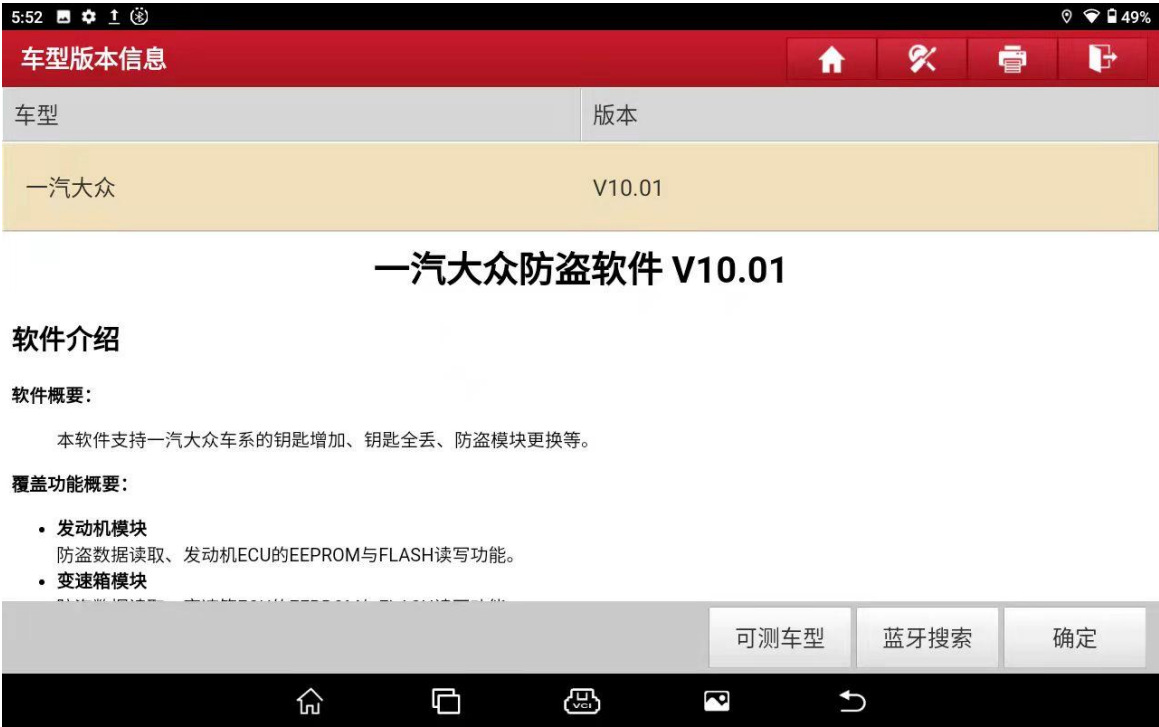 5:52
49%
车型版本信息
车型
版本
一汽大众
V10.01
一汽大众防盗软件 V10.01
软件介绍
软件概要：
本软件支持一汽大众车系的钥匙增加、钥匙全丢、防盗模块更换等。
覆盖功能概要：
• 发动机模块
防盗数据读取、发动机ECU的EEPROM与FLASH读写功能。
• 变速箱模块
可测车型
蓝牙搜索
确定
VCI